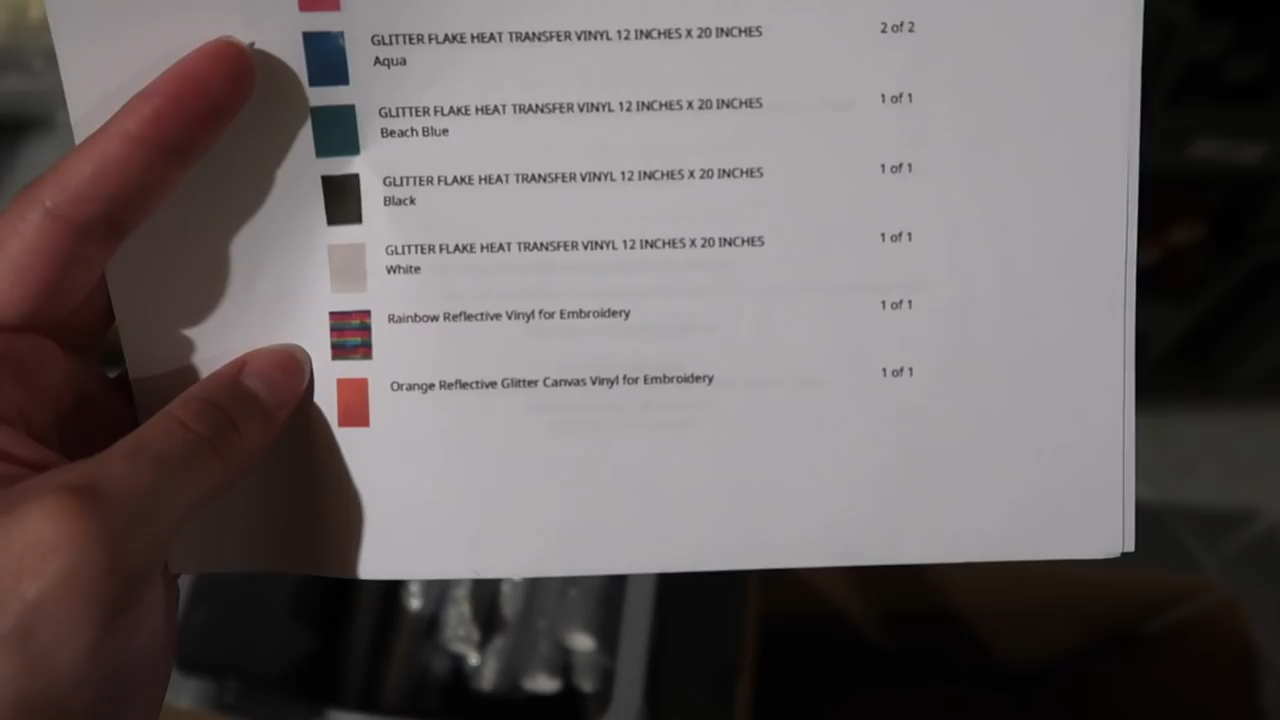 GLITTER FLAKE HEAT TRANSFER VINYL 12 INCHES X 20 INCHES 2 of 2
Aqua
GLITTER FLAKE HEAT TRANSFER VINYL 12 INCHES X 20 INCHES 1 of 1
Beach Blue
GLITTER FLAKE HEAT TRANSFER VINYL 12 INCHES X 20 INCHES 1 of 1
Black
GLITTER FLAKE HEAT TRANSFER VINYL 12 INCHES X 20 INCHES 1 of 1
White
Rainbow Reflective Vinyl for Embroidery 1 of 1
Orange Reflective Glitter Canvas Vinyl for Embroidery 1 of 1